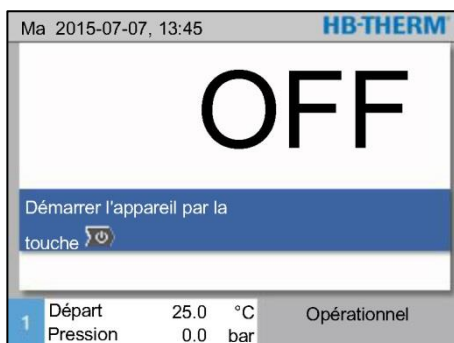 Ma 2015-07-07, 13:45 HB-THERM
OFF
Démarrer l'appareil par la
touche
1
Départ 25.0 °C Opérationnel
Pression 0.0 bar